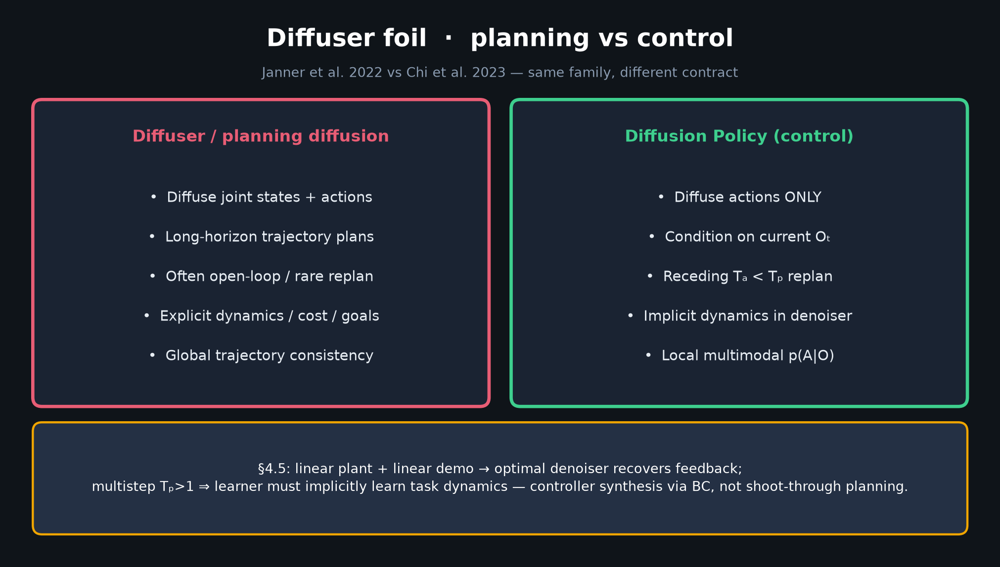 Diffuser foil · planning vs control
Janner et al. 2022 vs Chi et al. 2023 — same family, different contract
Diffuser / planning diffusion
• Diffuse joint states + actions
• Long-horizon trajectory plans
• Often open-loop / rare replan
• Explicit dynamics / cost / goals
• Global trajectory consistency
Diffusion Policy (control)
• Diffuse actions ONLY
• Condition on current Oₜ
• Receding Tₐ < Tₚ replan
• Implicit dynamics in denoiser
• Local multimodal p(A|O)
§4.5: linear plant + linear demo → optimal denoiser recovers feedback;
multistep Tₚ>1 ⇒ learner must implicitly learn task dynamics — controller synthesis via BC, not shoot-through planning.